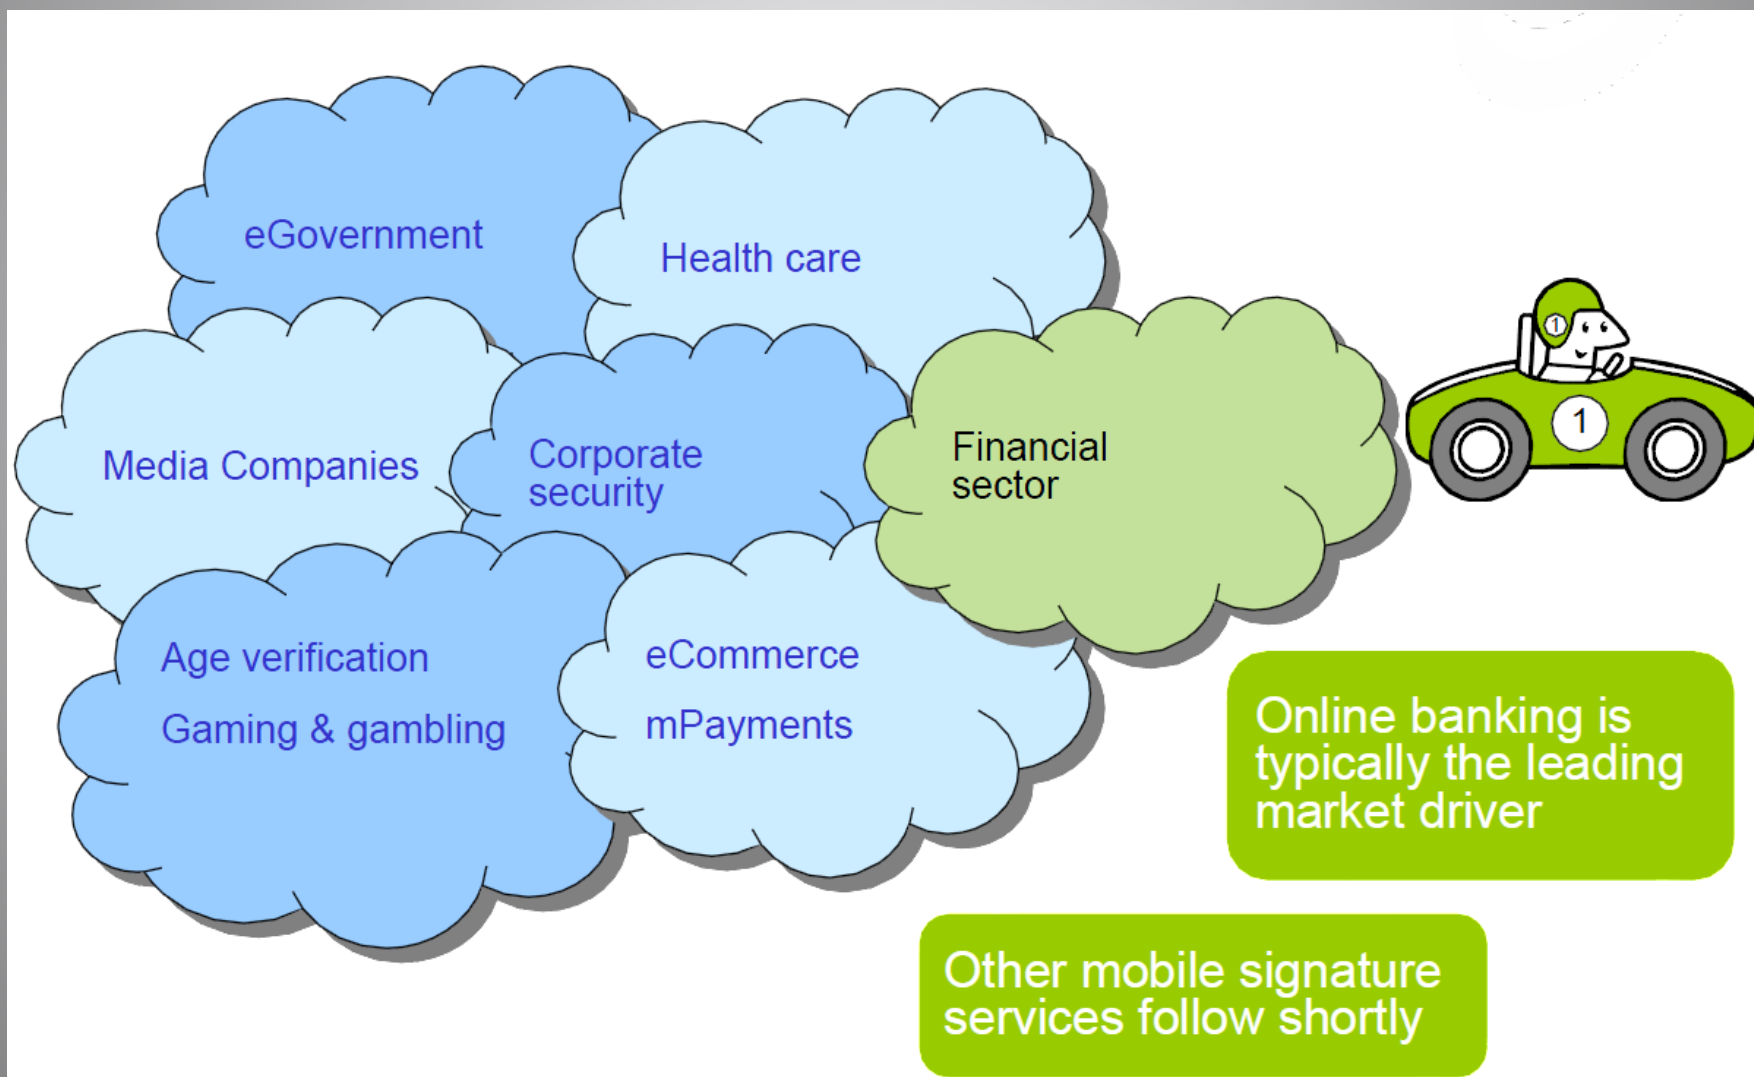 eGovernment
Health care
1
Media Companies
Corporate
security
Financial
sector
1
Age verification
Gaming & gambling
eCommerce
mPayments
Online banking is
typically the leading
market driver
Other mobile signature
services follow shortly